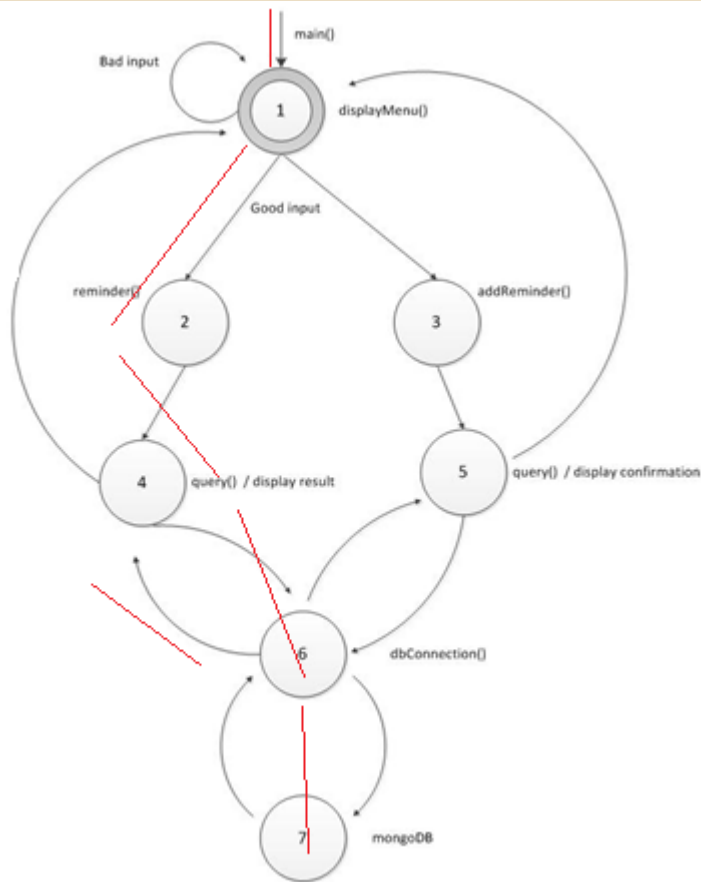 main()
Bad input
1
displayMenu()
Good input
reminder()
2
3
addReminder()
4
query() / display result
5
query() / display confirmation
6
dbConnection()
7
mongoDB